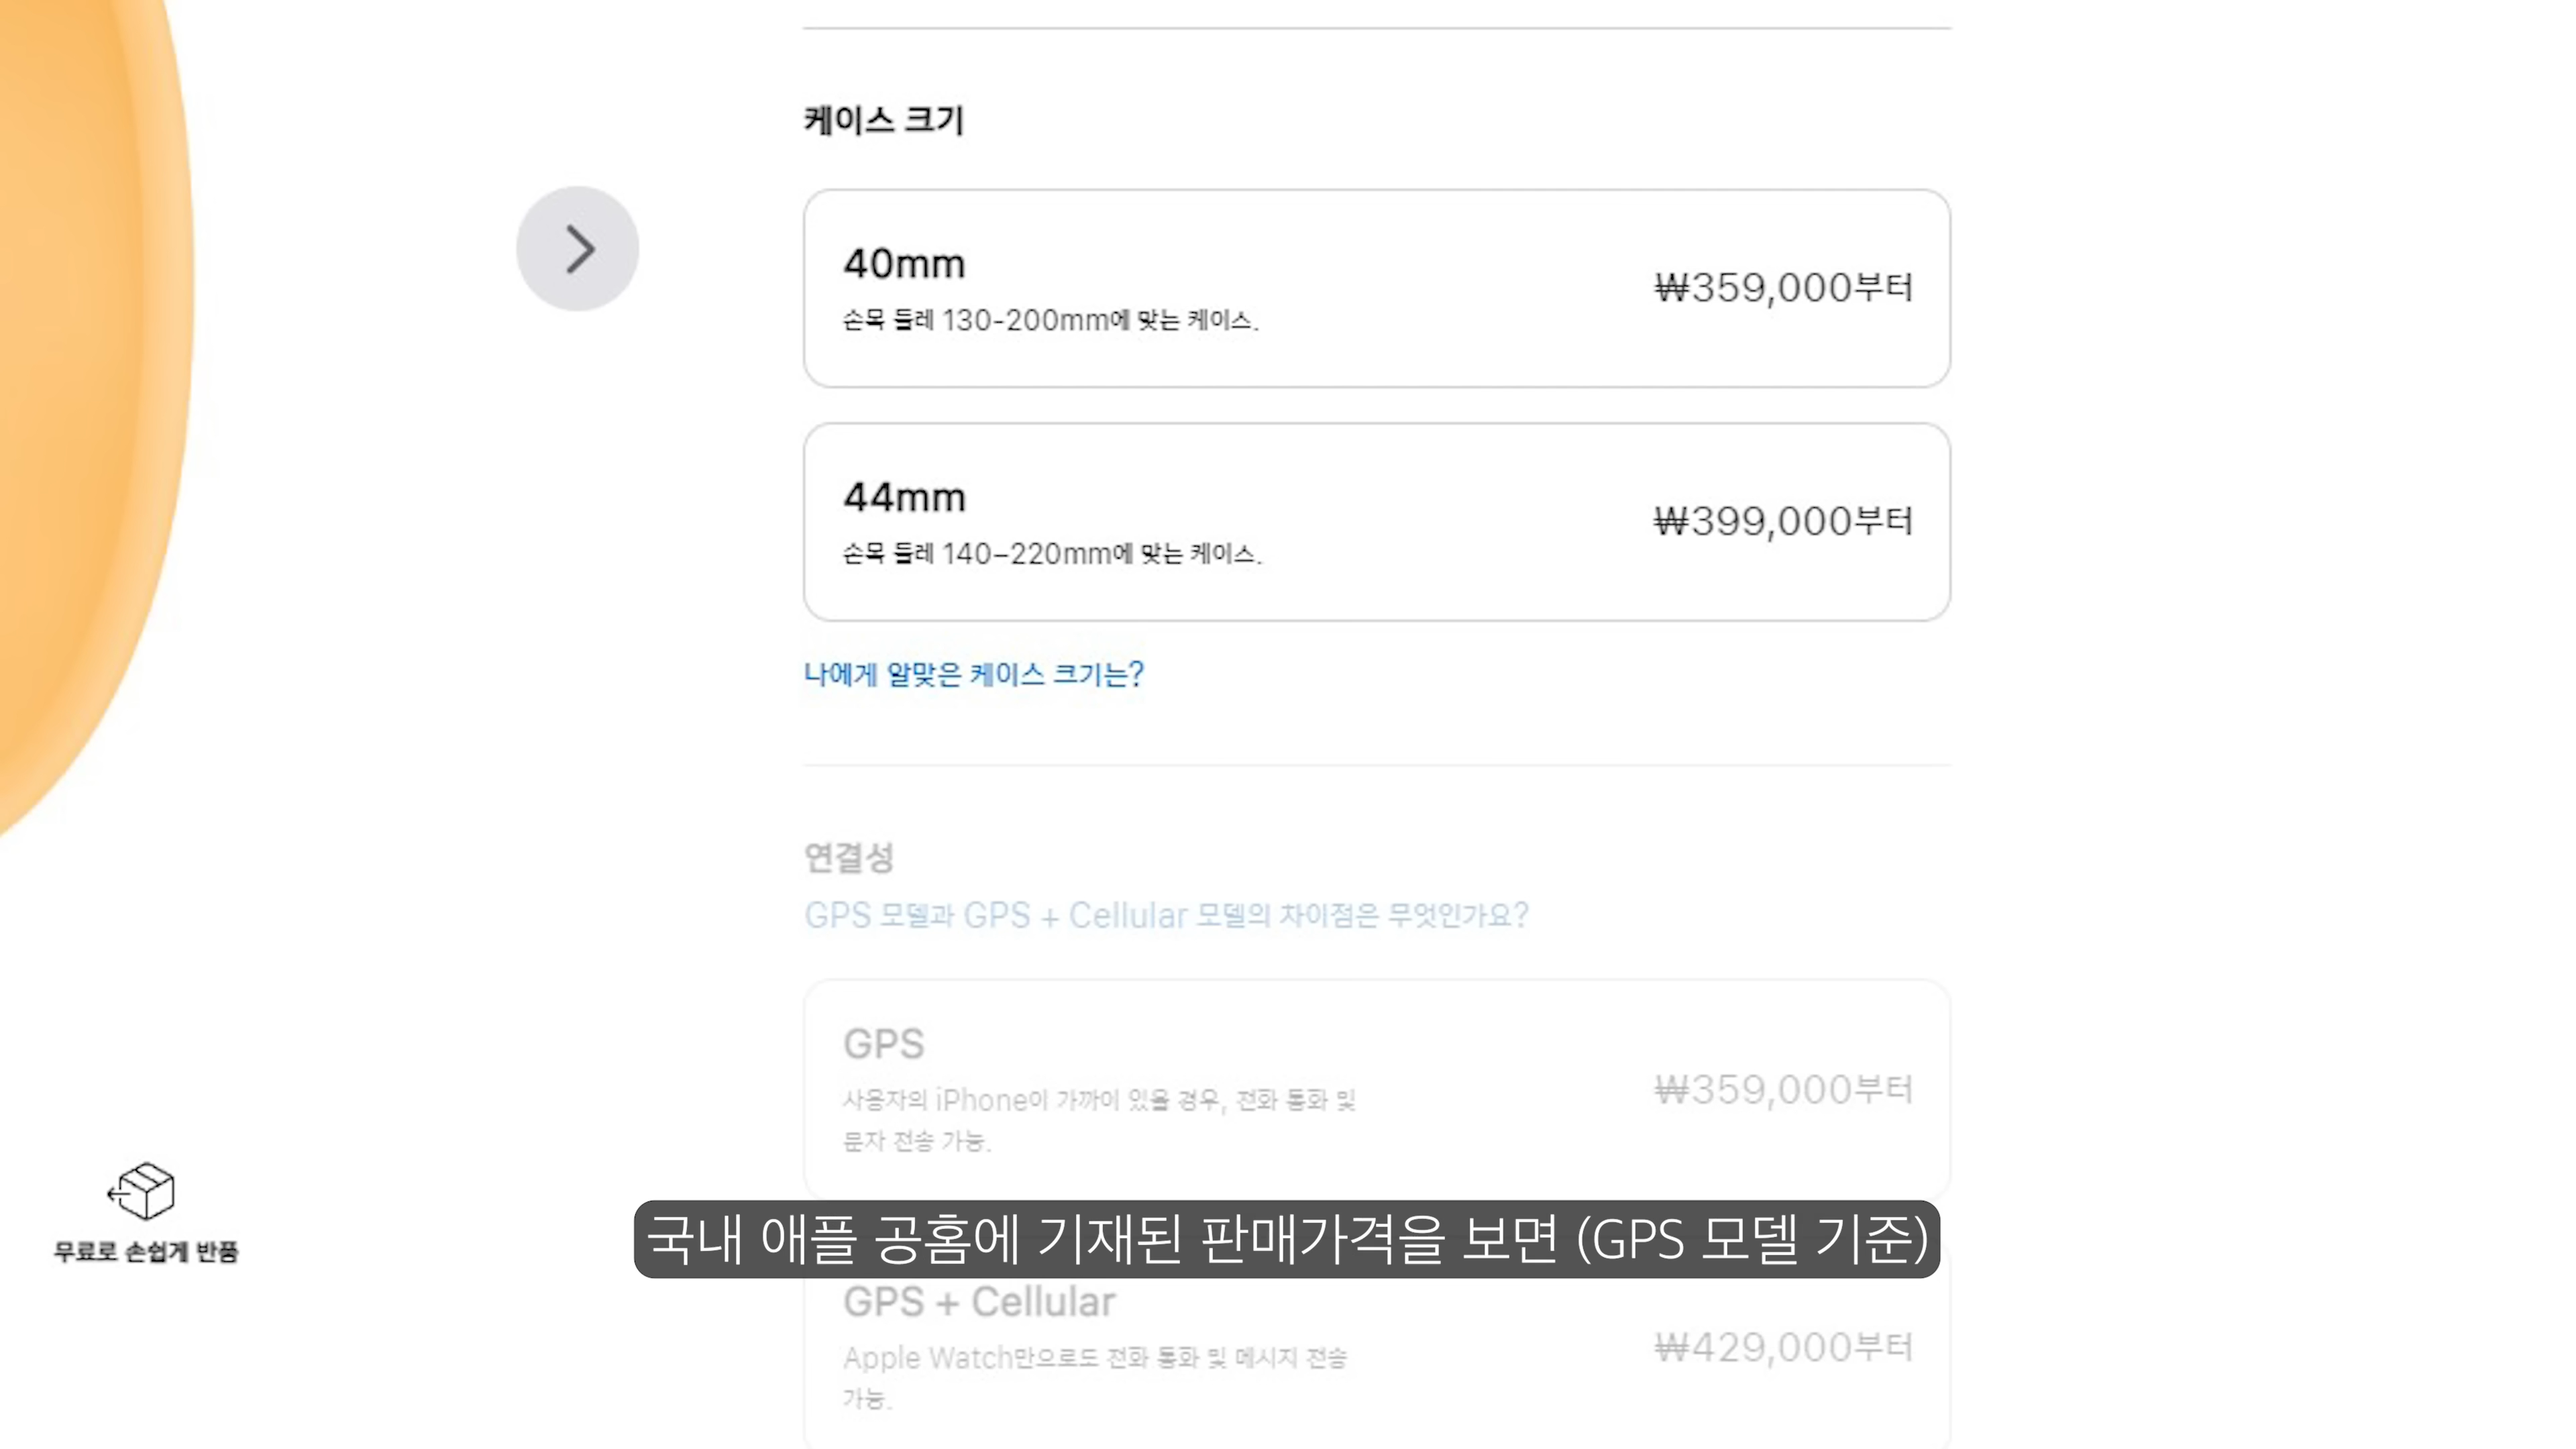 케이스 크기
40mm
손목 둘레 130-200mm에 맞는 케이스.
₩359,000부터
44mm
손목 둘레 140–220mm에 맞는 케이스.
₩399,000부터
나에게 알맞은 케이스 크기는?
연결성
GPS 모델과 GPS + Cellular 모델의 차이점은 무엇인가요?
GPS
사용자의 iPhone이 가까이 있을 경우, 전화 통화 및
문자 전송 가능.
₩359,000부터
무료로 손쉽게 반품
국내 애플 공홈에 기재된 판매가격을 보면 (GPS 모델 기준)
GPS + Cellular
Apple Watch만으로도 전화 통화 및 메시지 전송
가능.
₩429,000부터